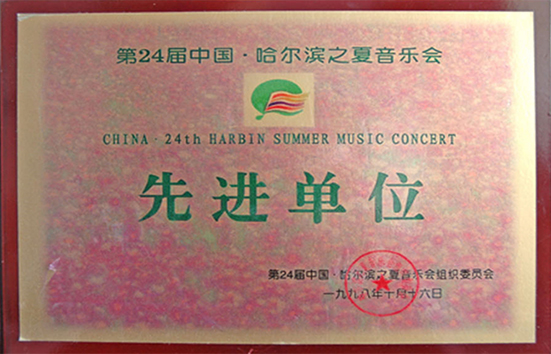 第24届中国·哈尔滨之夏音乐会
CHINA·24th HARBIN SUMMER MUSIC CONCERT
先进单位
第24届中国·哈尔滨之夏音乐会组织委员会
一九九八年十月十六日